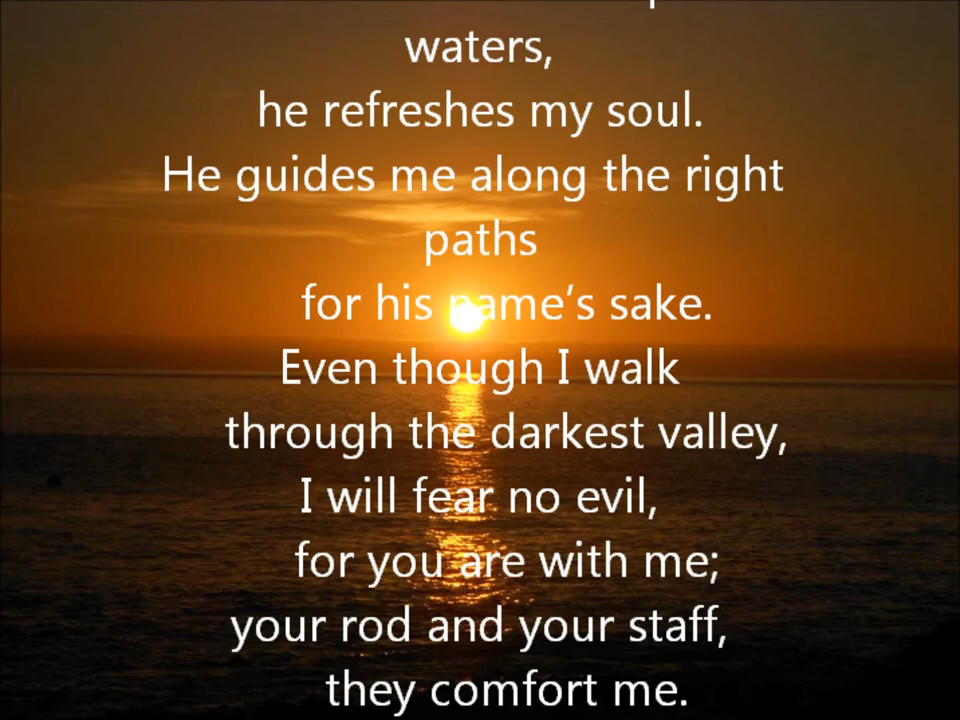 waters,
he refreshes my soul.
He guides me along the right
paths
for his name’s sake.
Even though I walk
through the darkest valley,
I will fear no evil,
for you are with me;
your rod and your staff,
they comfort me.